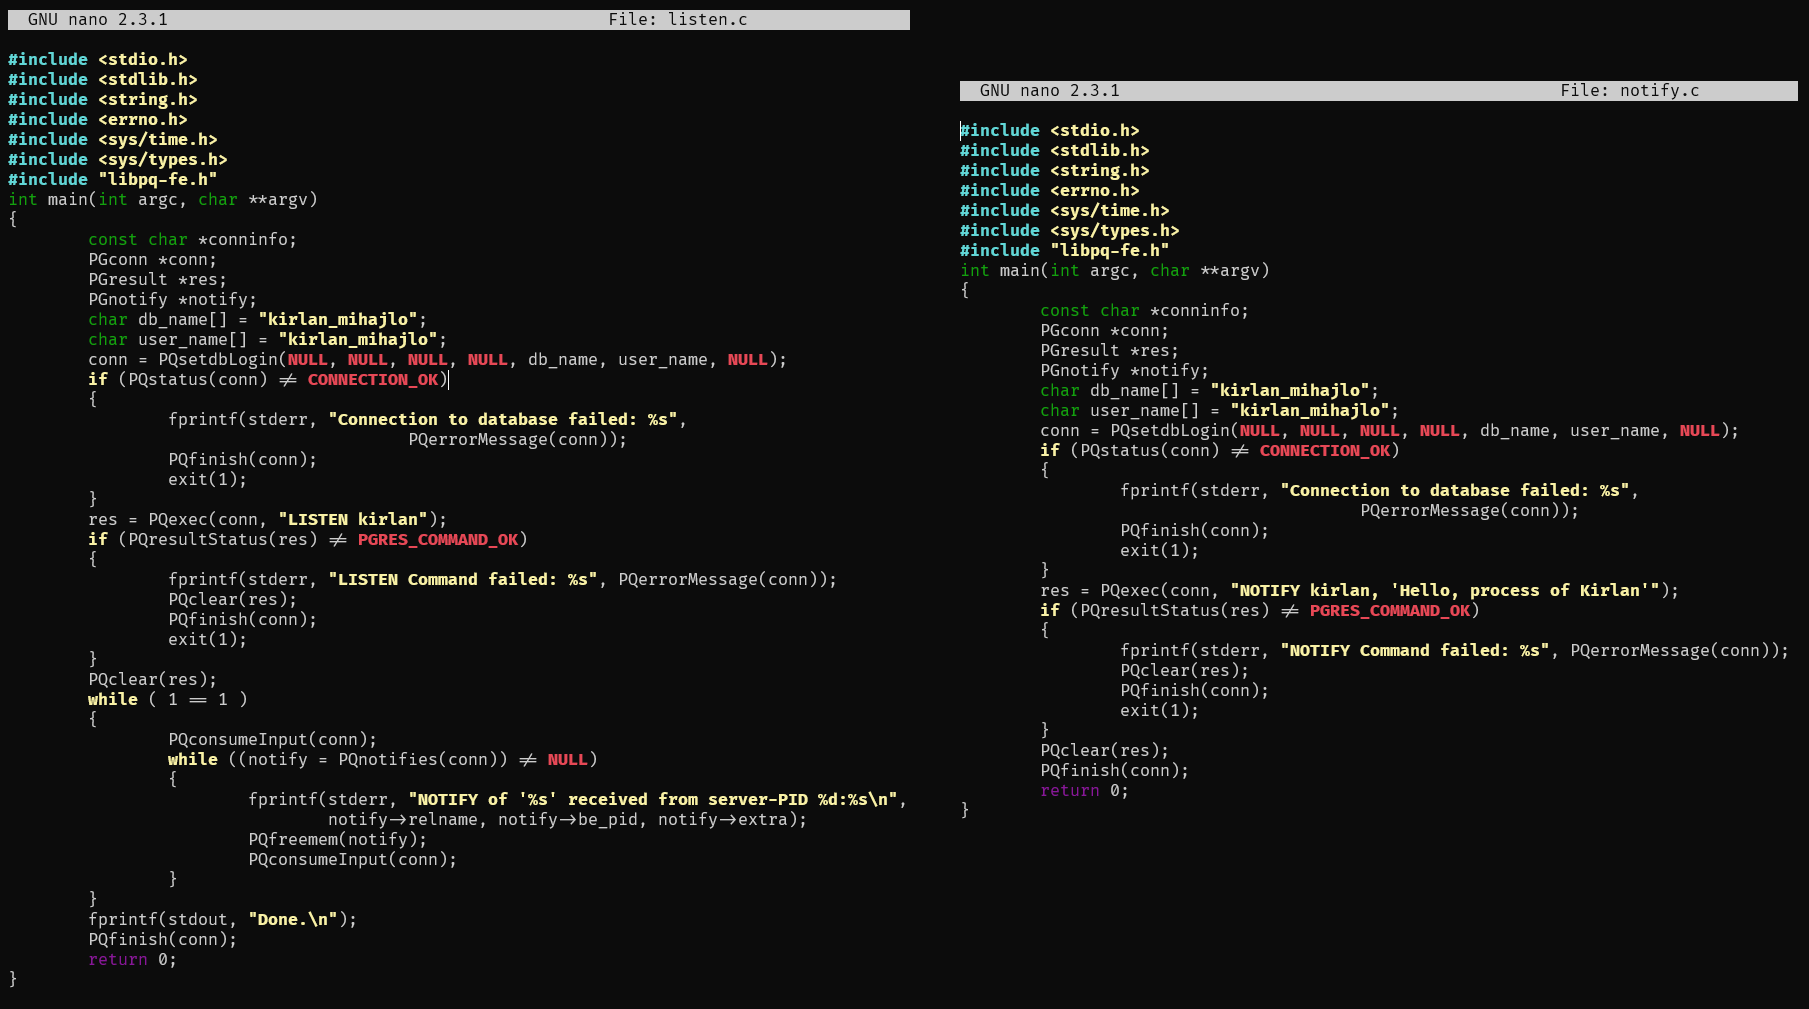 GNU nano 2.3.1 File: listen.c
#include <stdio.h>
#include <stdlib.h>
#include <string.h>
#include <errno.h>
#include <sys/time.h>
#include <sys/types.h>
#include "libpq-fe.h"
int main(int argc, char **argv)
{
        const char *conninfo;
        PGconn *conn;
        PGresult *res;
        PGnotify *notify;
        char db_name[] = "kirlan_mihajlo";
        char user_name[] = "kirlan_mihajlo";
        conn = PQsetdbLogin(NULL, NULL, NULL, NULL, db_name, user_name, NULL);
        if (PQstatus(conn) != CONNECTION_OK)
        {
                fprintf(stderr, "Connection to database failed: %s",
                                        PQerrorMessage(conn));
                PQfinish(conn);
                exit(1);
        }
        res = PQexec(conn, "LISTEN kirlan");
        if (PQresultStatus(res) != PGRES_COMMAND_OK)
        {
                fprintf(stderr, "LISTEN Command failed: %s", PQerrorMessage(conn));
                PQclear(res);
                PQfinish(conn);
                exit(1);
        }
        PQclear(res);
        while ( 1 == 1 )
        {
                PQconsumeInput(conn);
                while ((notify = PQnotifies(conn)) != NULL)
                {
                        fprintf(stderr, "NOTIFY of '%s' received from server-PID %d:%s\n",
                                notify->relname, notify->be_pid, notify->extra);
                        PQfreemem(notify);
                        PQconsumeInput(conn);
                }
        }
        fprintf(stdout, "Done.\n");
        PQfinish(conn);
        return 0;
}
GNU nano 2.3.1 File: notify.c
#include <stdio.h>
#include <stdlib.h>
#include <string.h>
#include <errno.h>
#include <sys/time.h>
#include <sys/types.h>
#include "libpq-fe.h"
int main(int argc, char **argv)
{
        const char *conninfo;
        PGconn *conn;
        PGresult *res;
        PGnotify *notify;
        char db_name[] = "kirlan_mihajlo";
        char user_name[] = "kirlan_mihajlo";
        conn = PQsetdbLogin(NULL, NULL, NULL, NULL, db_name, user_name, NULL);
        if (PQstatus(conn) != CONNECTION_OK)
        {
                fprintf(stderr, "Connection to database failed: %s",
                                        PQerrorMessage(conn));
                PQfinish(conn);
                exit(1);
        }
        res = PQexec(conn, "NOTIFY kirlan, 'Hello, process of Kirlan'");
        if (PQresultStatus(res) != PGRES_COMMAND_OK)
        {
                fprintf(stderr, "NOTIFY Command failed: %s", PQerrorMessage(conn));
                PQclear(res);
                PQfinish(conn);
                exit(1);
        }
        PQclear(res);
        PQfinish(conn);
        return 0;
}